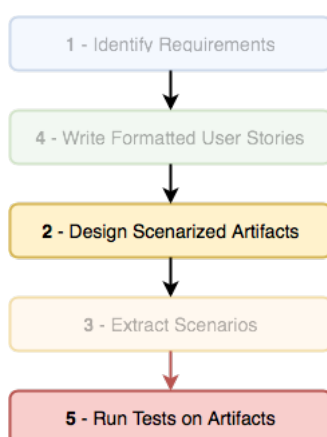 1 - Identify Requirements
4 - Write Formatted User Stories
2 - Design Scenarized Artifacts
3 - Extract Scenarios
5 - Run Tests on Artifacts